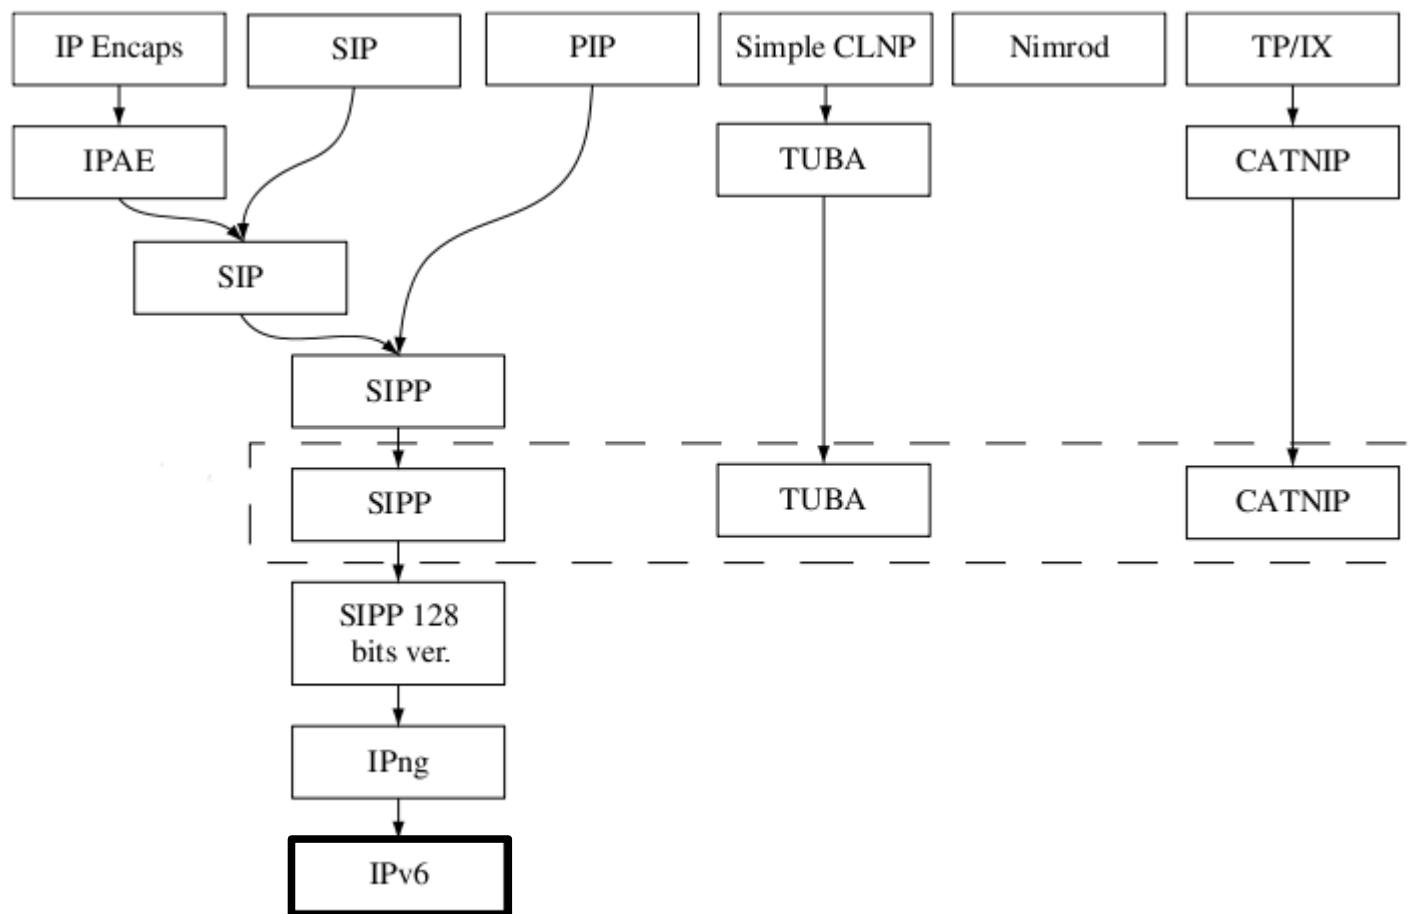 IP Encaps
SIP
PIP
Simple CLNP
Nimrod
TP/IX
IPAE
TUBA
CATNIP
SIP
SIPP
SIPP
TUBA
CATNIP
SIPP 128
bits ver.
IPng
IPv6